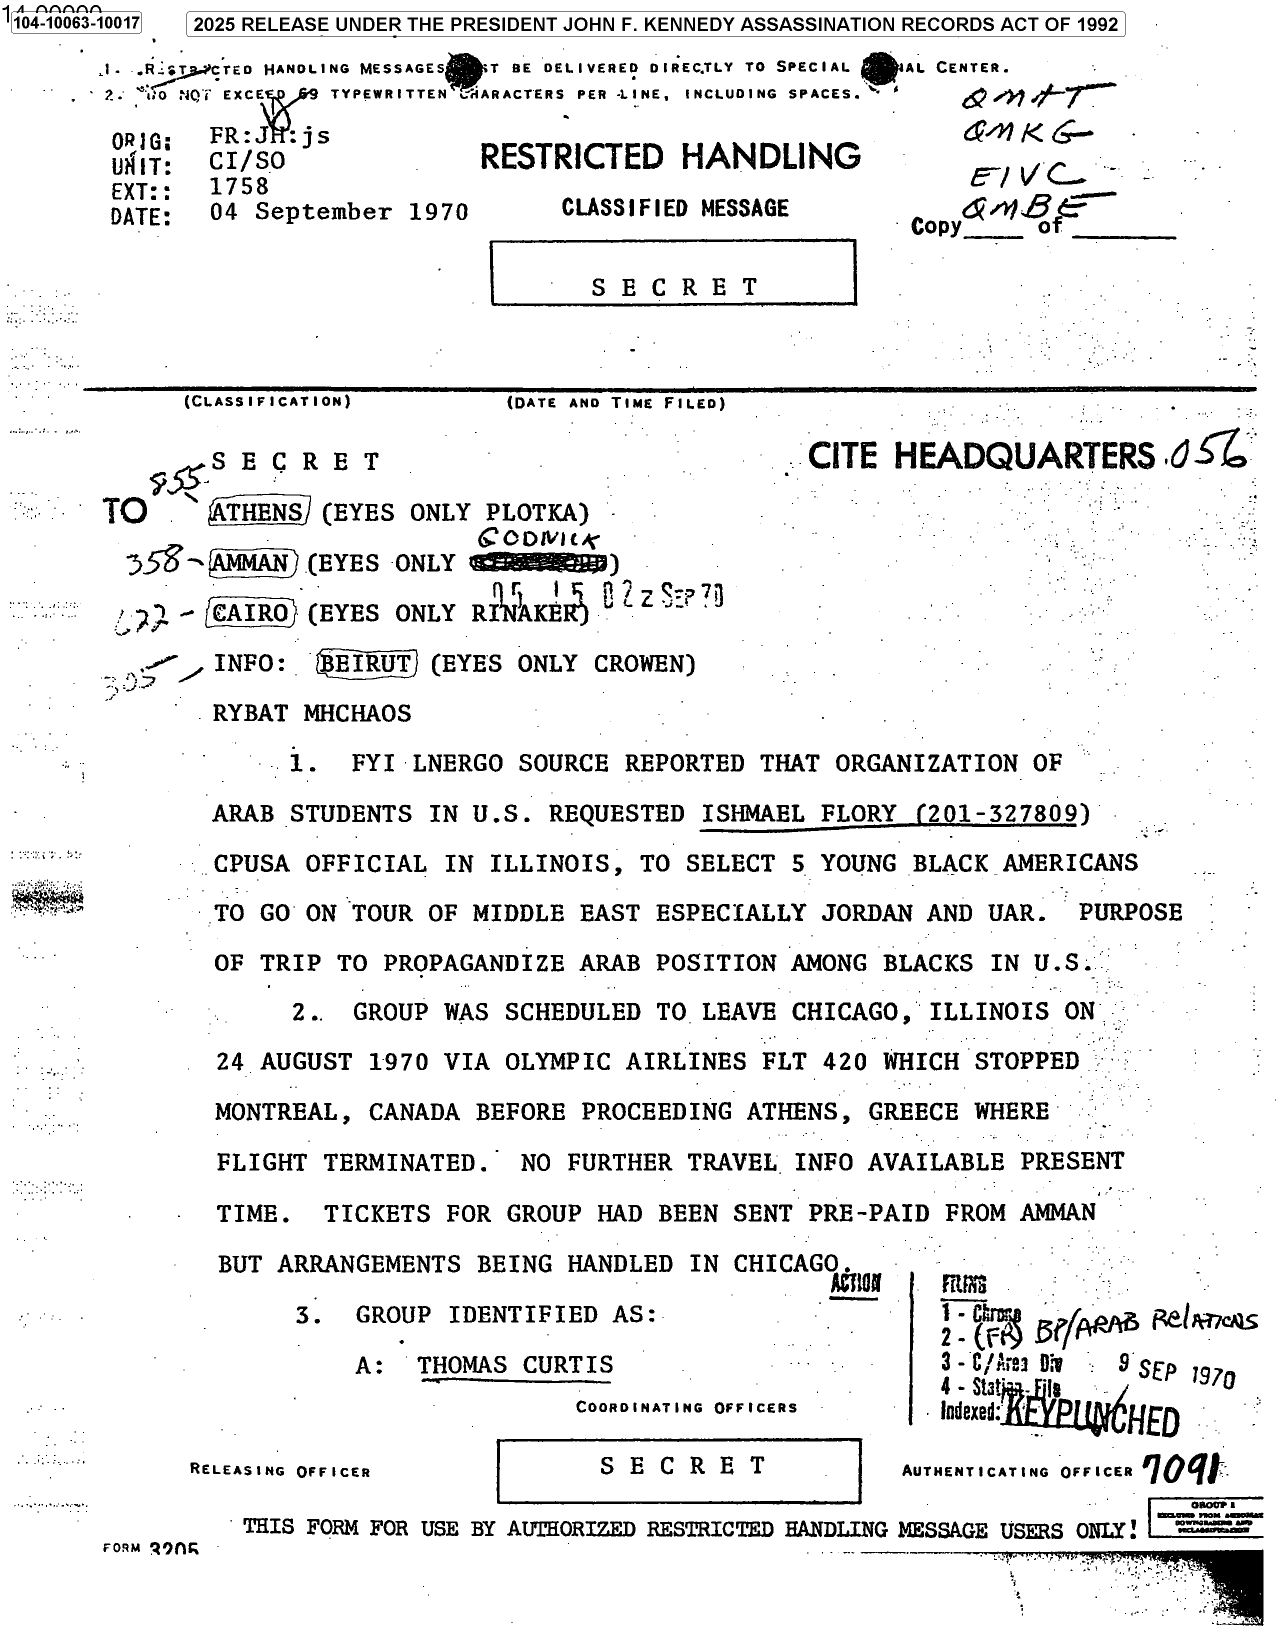 104-10063-10017
2025 RELEASE UNDER THE PRESIDENT JOHN F. KENNEDY ASSASSINATION RECORDS ACT OF 1992
1. RESTRICTED HANDLING MESSAGES ST BE DELIVERED DIRECTLY TO SPECIAL AL CENTER.
2. DO NOT EXCEED 69 TYPEWRITTEN CHARACTERS PER LINE, INCLUDING SPACES.
ORIG: FR:JH:js
UNIT: CI/SO
EXT:: 1758
DATE: 04 September 1970
RESTRICTED HANDLING
CLASSIFIED MESSAGE
QMHT
QMKG
EIVC
QMBE
Copy____ of ______
S E C R E T
(CLASSIFICATION) (DATE AND TIME FILED)
S E C R E T CITE HEADQUARTERS 056
TO 855- ATHENS (EYES ONLY PLOTKA)
GODNICK
358- AMMAN (EYES ONLY )
05 15 02z SEP 70
622 - CAIRO (EYES ONLY RINAKER)
305 INFO: BEIRUT (EYES ONLY CROWEN)
RYBAT MHCHAOS
1. FYI LNERGO SOURCE REPORTED THAT ORGANIZATION OF
ARAB STUDENTS IN U.S. REQUESTED ISHMAEL FLORY (201-327809)
CPUSA OFFICIAL IN ILLINOIS, TO SELECT 5 YOUNG BLACK AMERICANS
TO GO ON TOUR OF MIDDLE EAST ESPECIALLY JORDAN AND UAR. PURPOSE
OF TRIP TO PROPAGANDIZE ARAB POSITION AMONG BLACKS IN U.S.
2. GROUP WAS SCHEDULED TO LEAVE CHICAGO, ILLINOIS ON
24 AUGUST 1970 VIA OLYMPIC AIRLINES FLT 420 WHICH STOPPED
MONTREAL, CANADA BEFORE PROCEEDING ATHENS, GREECE WHERE
FLIGHT TERMINATED. NO FURTHER TRAVEL INFO AVAILABLE PRESENT
TIME. TICKETS FOR GROUP HAD BEEN SENT PRE-PAID FROM AMMAN
BUT ARRANGEMENTS BEING HANDLED IN CHICAGO.
3. GROUP IDENTIFIED AS:
A: THOMAS CURTIS
ACTION
FILING
1 - Chrono
2 - (FR) BP/ARAB RelATIONS
3 - C/Area Div 9 SEP 1970
4 - Station File
Indexed: KEYPUNCHED
COORDINATING OFFICERS
RELEASING OFFICER
S E C R E T
AUTHENTICATING OFFICER 7091
GROUP 1
EXCLUDED FROM AUTOMATIC
DOWNGRADING AND
DECLASSIFICATION
THIS FORM FOR USE BY AUTHORIZED RESTRICTED HANDLING MESSAGE USERS ONLY!
FORM 3205